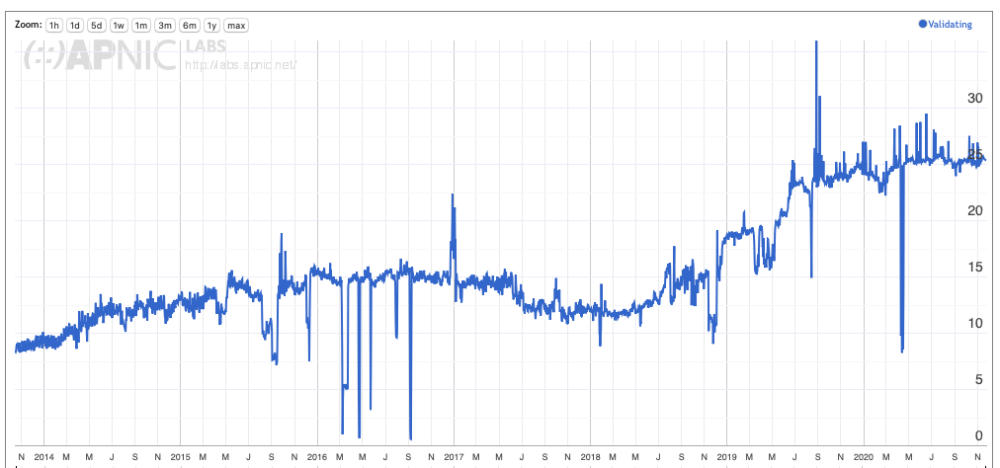 Zoom: 1h 1d 5d 1w 1m 3m 6m 1y max
Validating
(::)APNIC LABS
http://labs.apnic.net/
30
25
20
15
10
5
0
N 2014 M M J S N 2015 M M J S N 2016 M M J S N 2017 M M J S N 2018 M M J S N 2019 M M J S N 2020 M M J S N